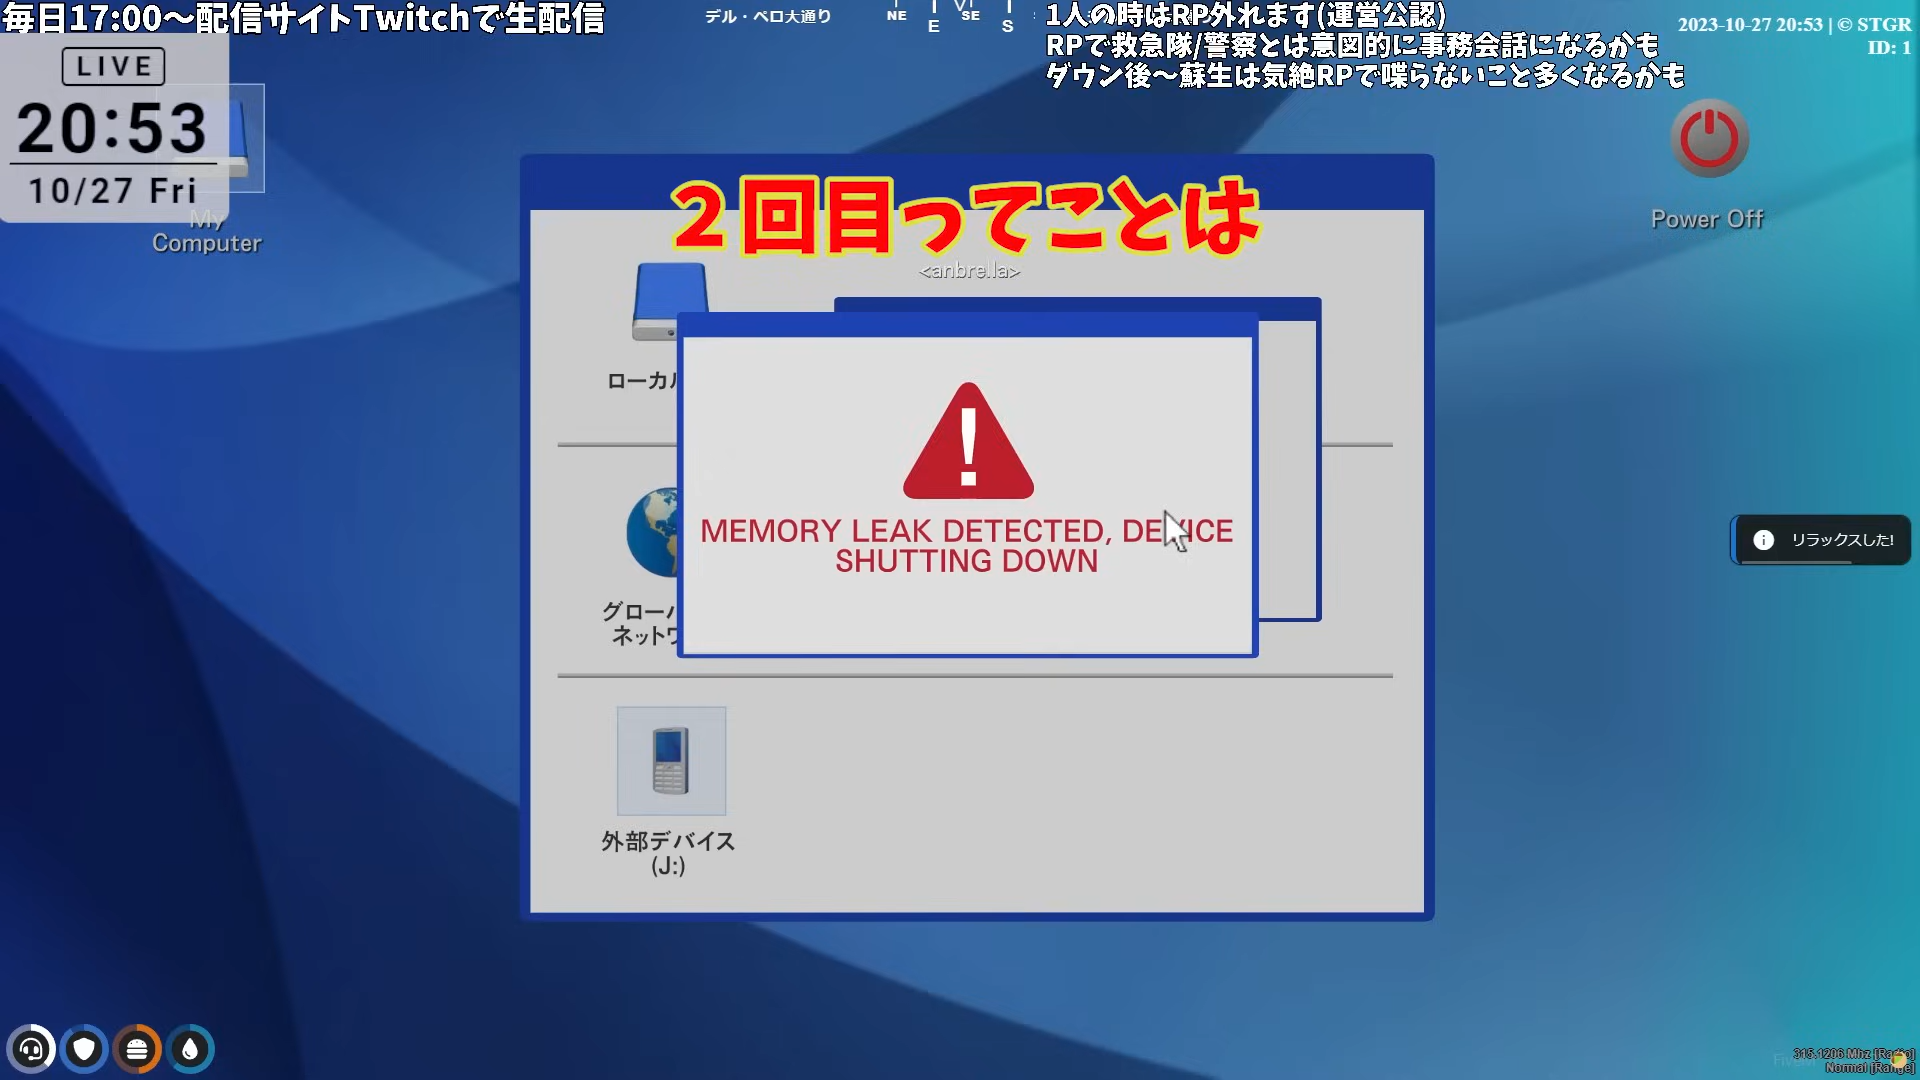 毎日17:00～配信サイトTwitchで生配信
デル・ペロ大通り
NE
E
SE
S
1人の時はRP外れます(運営公認)
RPで救急隊/警察とは意図的に事務会話になるかも
ダウン後～蘇生は気絶RPで喋らないこと多くなるかも
2023-10-27 20:53 | © STGR
ID: 1
LIVE
20:53
10/27 Fri
My
Computer
Power Off
２回目ってことは
<anbrella>
ローカル
MEMORY LEAK DETECTED, DEVICE
SHUTTING DOWN
リラックスした!
グローバ
ネットワ
外部デバイス
(J:)
315.1206 Mhz [Radio]
Normal [Range]